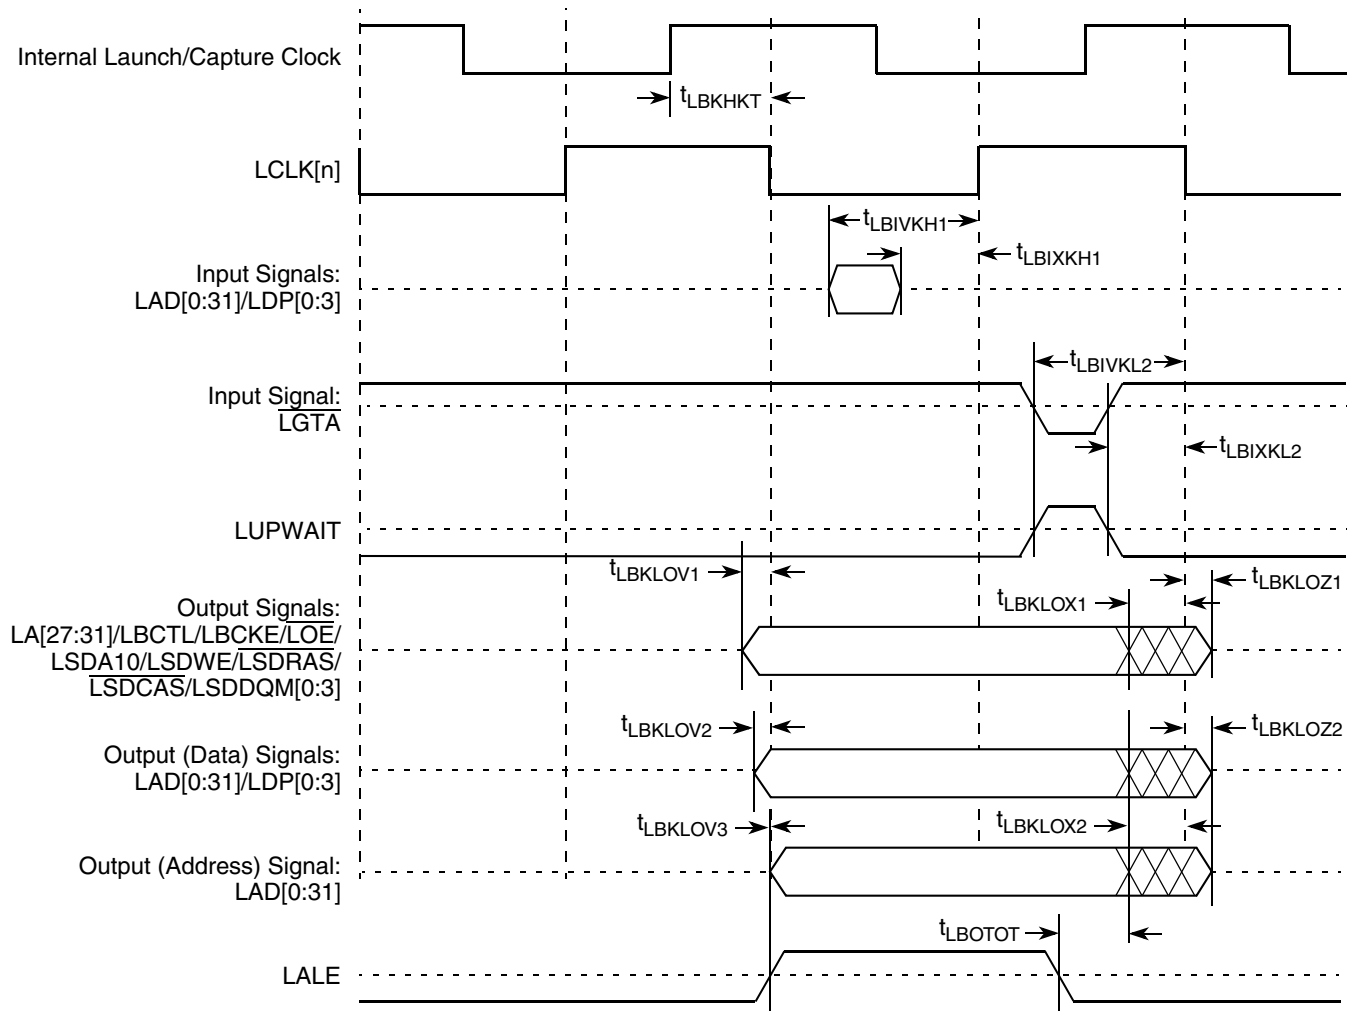 Internal Launch/Capture Clock
tLBKHKT
LCLK[n]
tLBIVKH1
tLBIXKH1
Input Signals:
LAD[0:31]/LDP[0:3]
tLBIVKL2
Input Signal:
LGTA
tLBIXKL2
LUPWAIT
tLBKLOV1
tLBKLOZ1
tLBKLOX1
Output Signals:
LA[27:31]/LBCTL/LBCKE/LOE/
LSDA10/LSDWE/LSDRAS/
LSDCAS/LSDDQM[0:3]
tLBKLOV2
tLBKLOZ2
Output (Data) Signals:
LAD[0:31]/LDP[0:3]
tLBKLOV3
tLBKLOX2
Output (Address) Signal:
LAD[0:31]
tLBOTOT
LALE